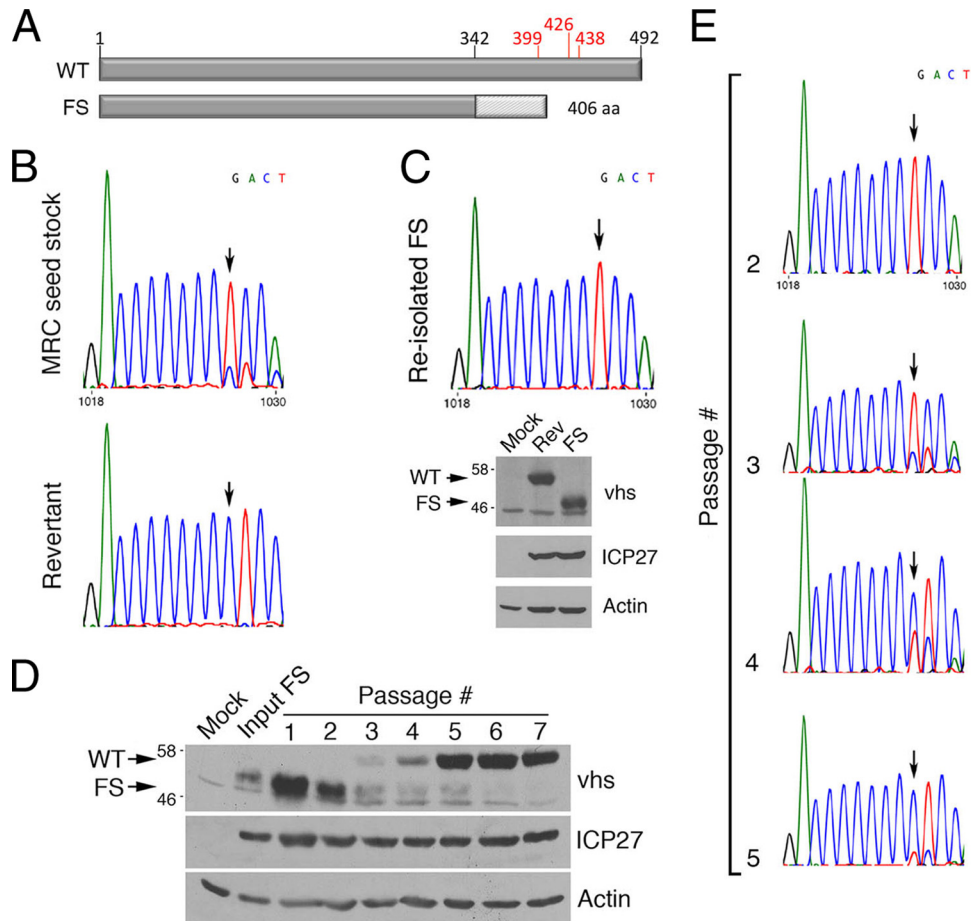 A
1
342
399
426
438
492
WT
FS
406 aa
B
MRC seed stock
G A C T
1018 1030
Revertant
C
Re-isolated FS
G A C T
1018 1030
Mock Rev FS
WT
FS
58
46
vhs
ICP27
Actin
D
Mock Input FS Passage #
1 2 3 4 5 6 7
WT
FS
58
46
vhs
ICP27
Actin
E
Passage #
G A C T
2
1018 1030
3
4
5